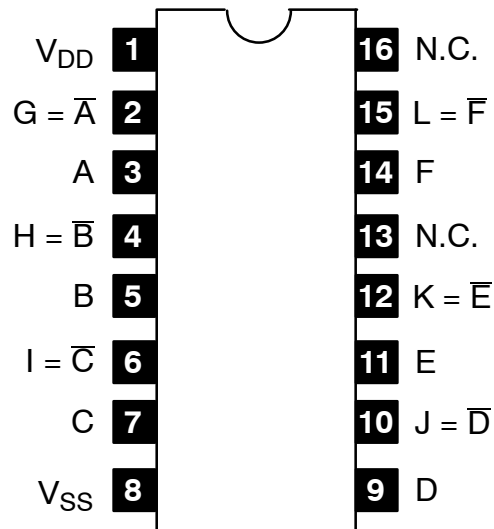 V_DD 1 16 N.C.
G = A̅ 2 15 L = F̅
A 3 14 F
H = B̅ 4 13 N.C.
B 5 12 K = E̅
I = C̅ 6 11 E
C 7 10 J = D̅
V_SS 8 9 D